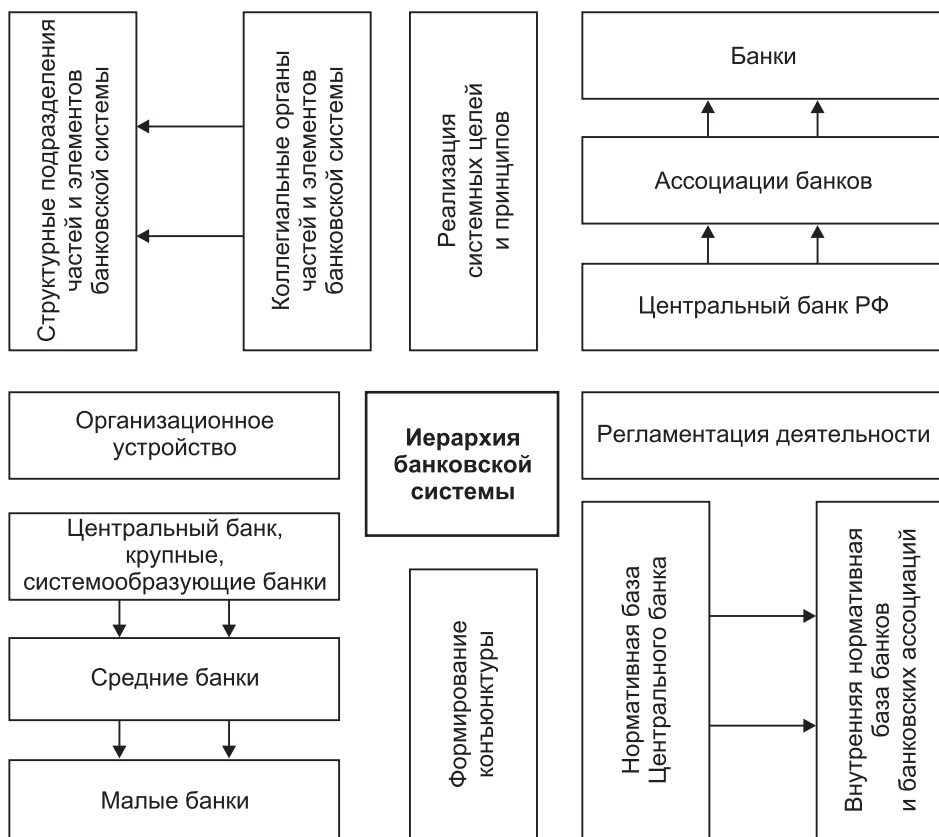 Структурные подразделения
частей и элементов
банковской системы
Коллегиальные органы
частей и элементов
банковской системы
Реализация
системных целей
и принципов
Банки
Ассоциации банков
Центральный банк РФ
Организационное
устройство
Иерархия
банковской
системы
Регламентация деятельности
Центральный банк,
крупные,
системообразующие банки
Средние банки
Малые банки
Формирование
конъюнктуры
Нормативная база
Центрального банка
Внутренняя нормативная
база банков
и банковских ассоциаций